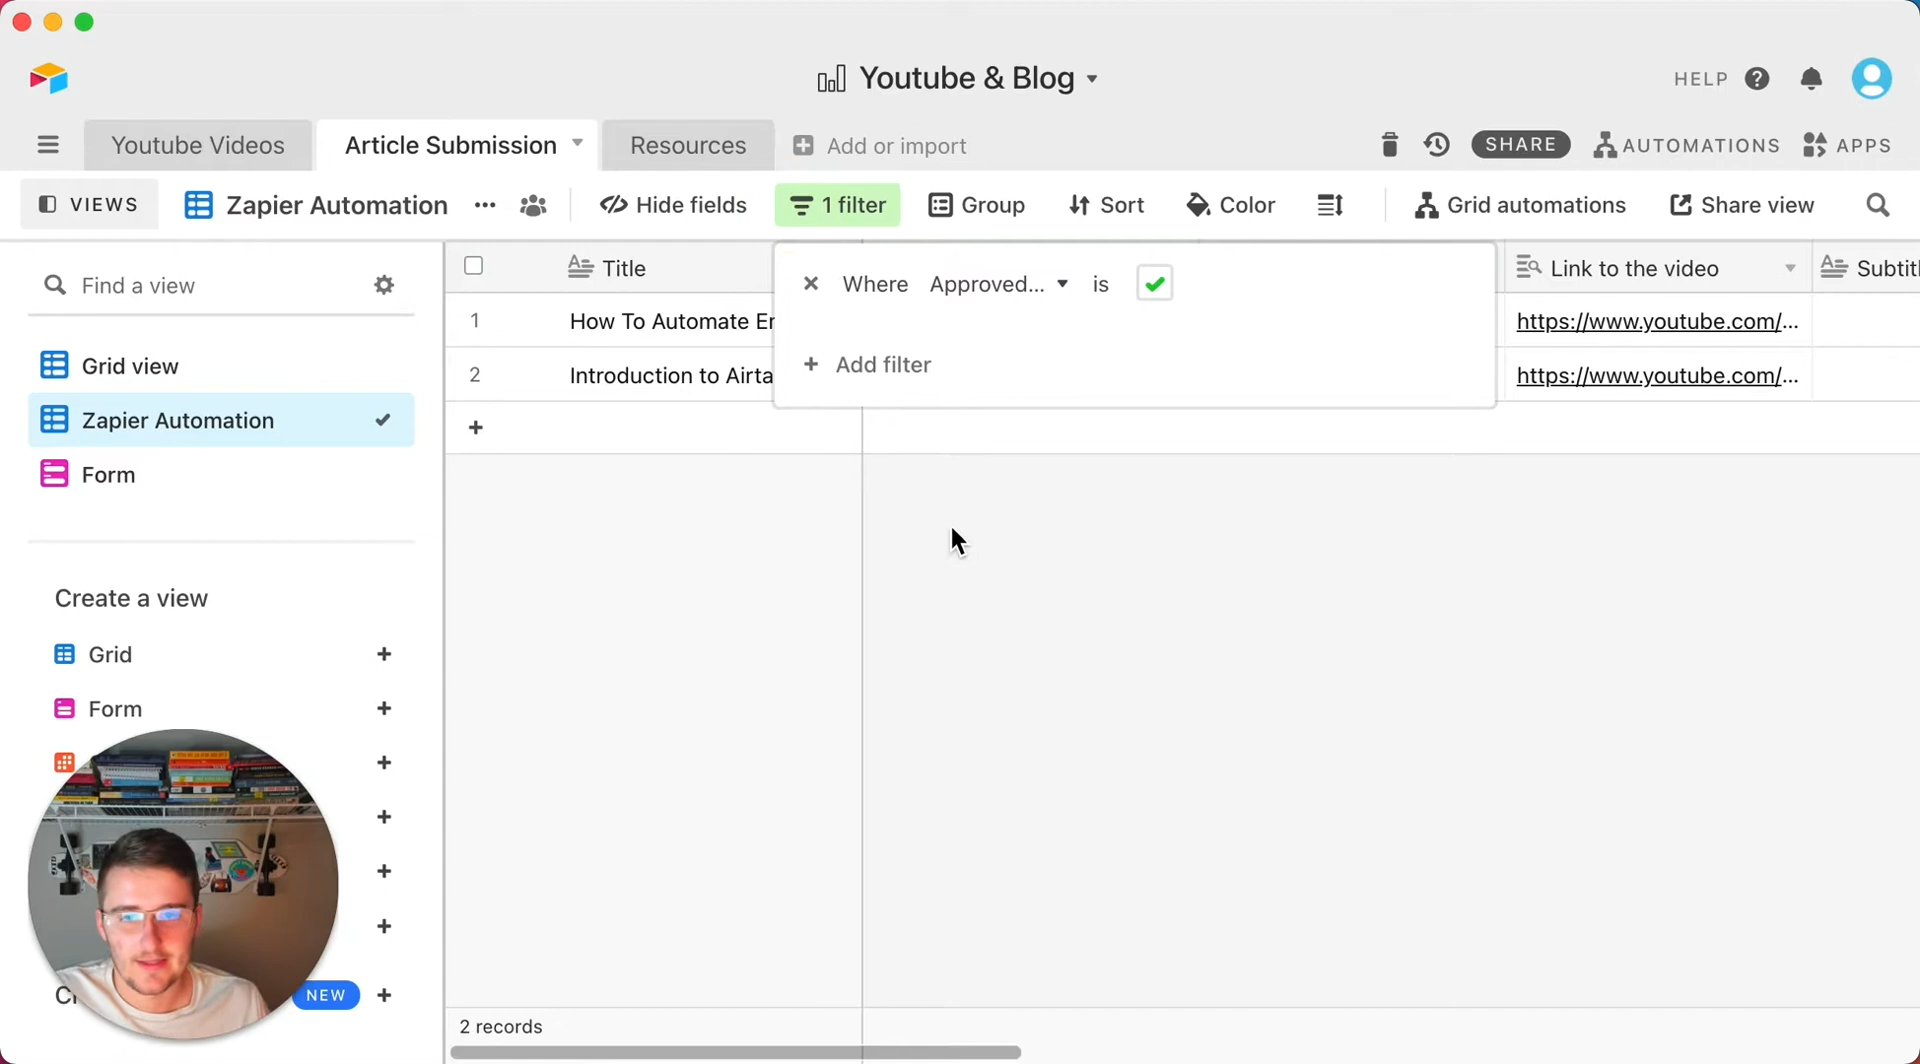 Youtube & Blog
HELP
Youtube Videos
Article Submission
Resources
Add or import
SHARE
AUTOMATIONS
APPS
VIEWS
Zapier Automation
Hide fields
1 filter
Group
Sort
Color
Grid automations
Share view
Find a view
Grid view
Zapier Automation
Form
Create a view
Grid
Form
NEW
Title
Link to the video
1
How To Automate
https://www.youtube.com/...
2
Introduction to
https://www.youtube.com/...
Where Approved... is
Add filter
2 records